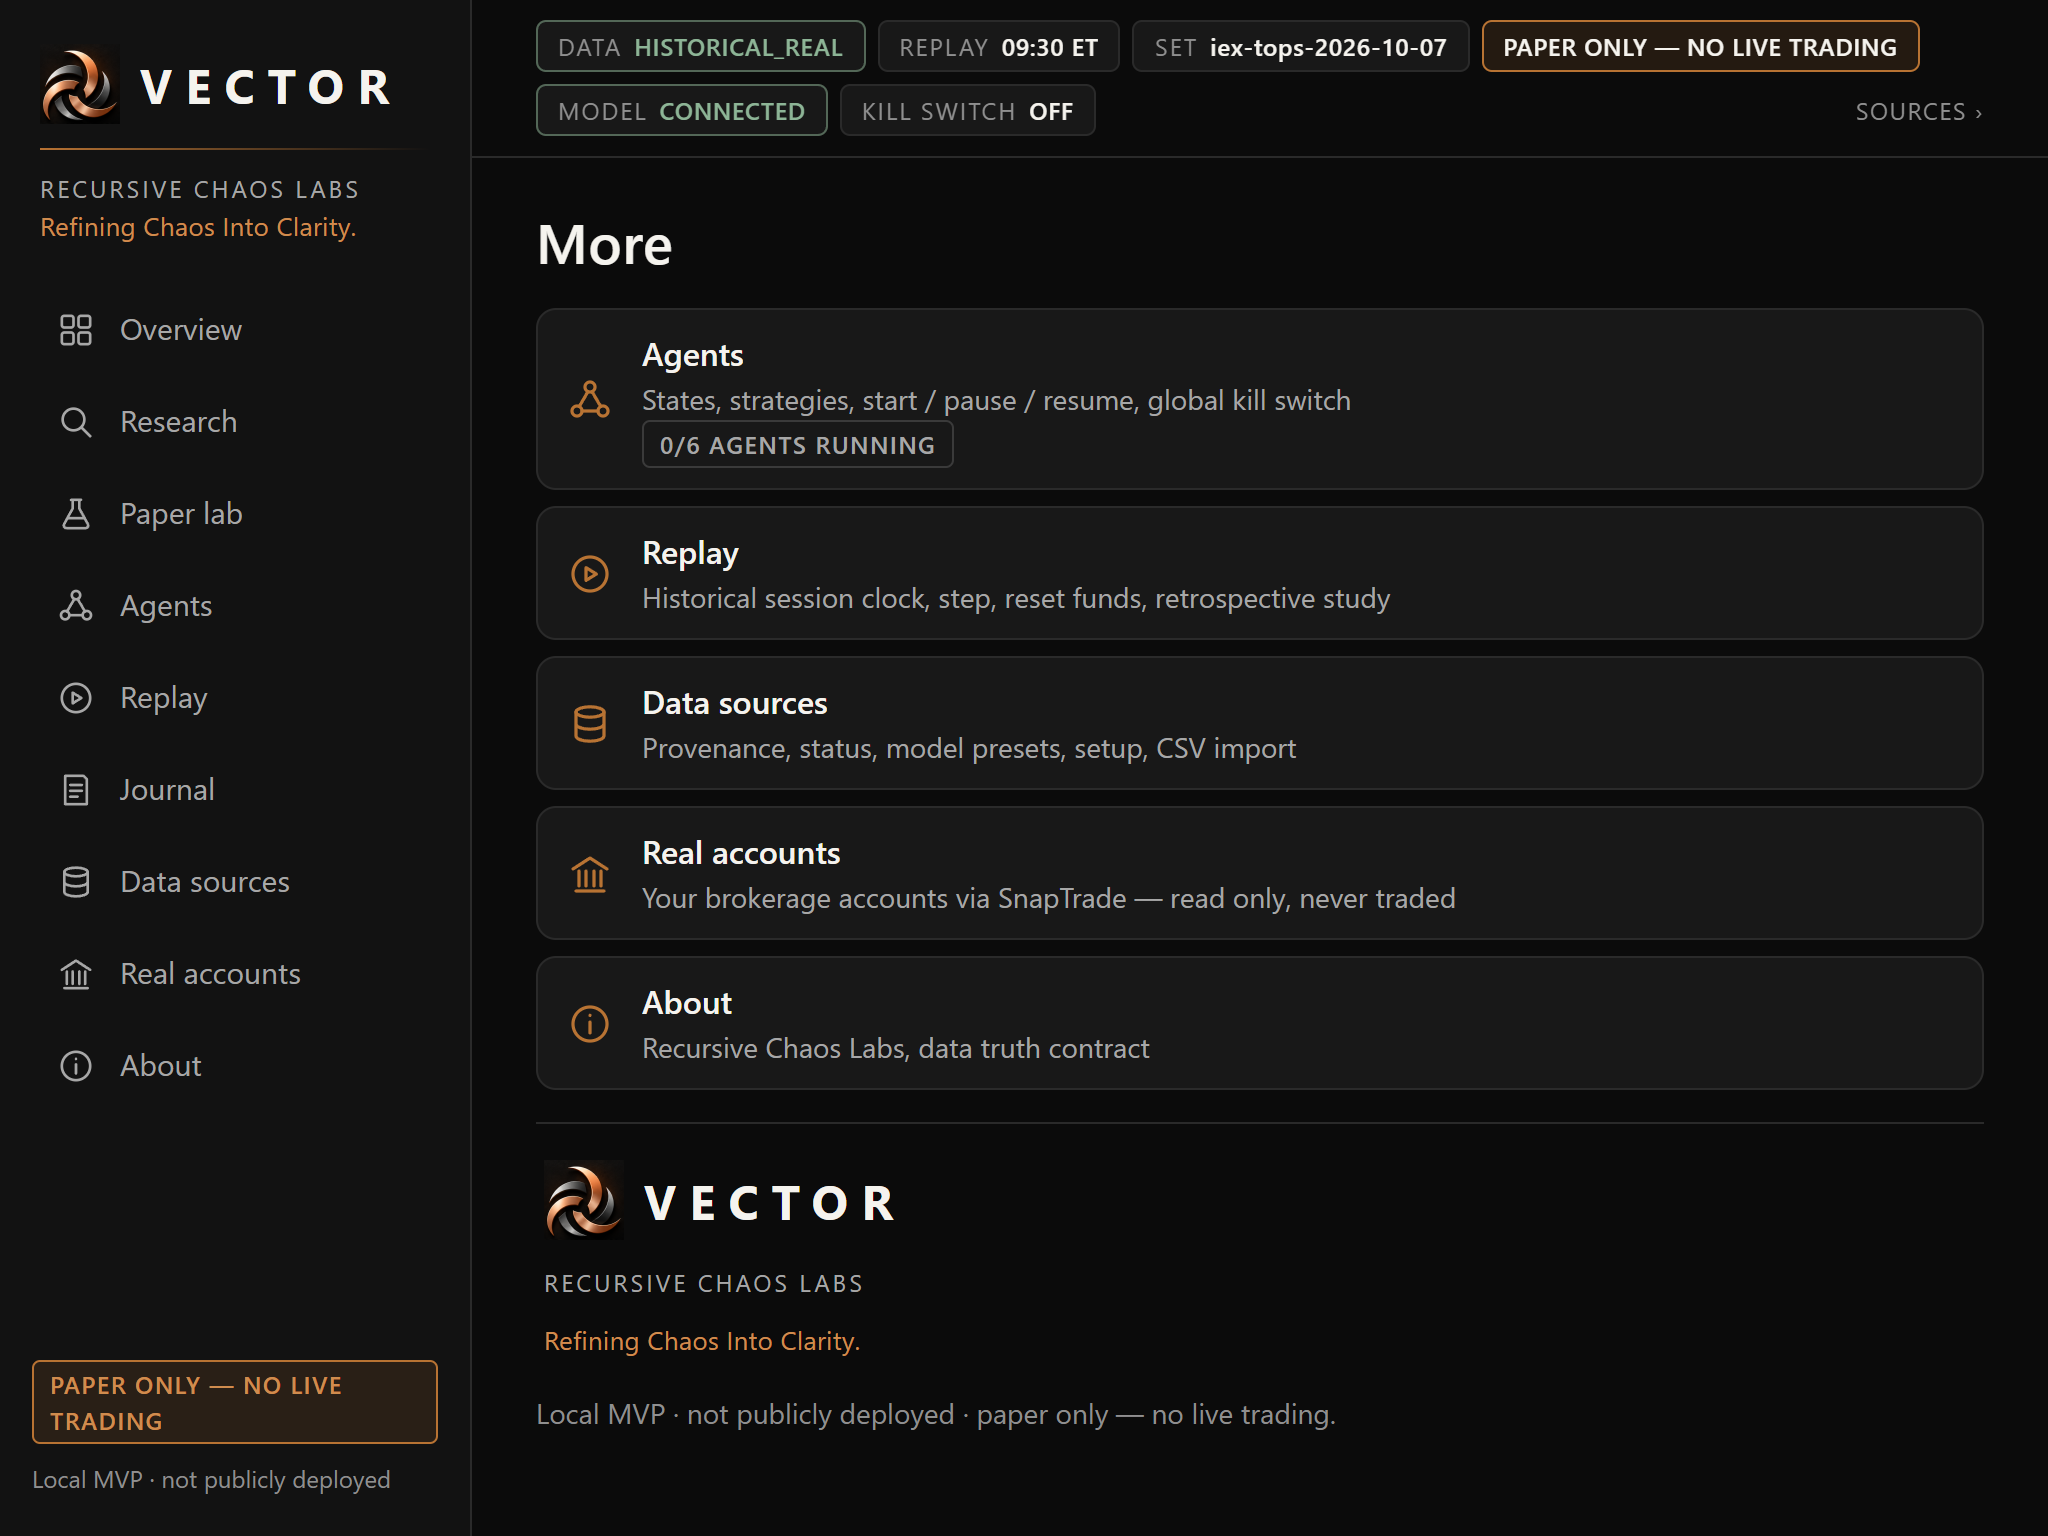 VECTOR
RECURSIVE CHAOS LABS
Refining Chaos Into Clarity.
Overview
Research
Paper lab
Agents
Replay
Journal
Data sources
Real accounts
About
PAPER ONLY — NO LIVE
TRADING
Local MVP · not publicly deployed
DATA HISTORICAL_REAL
REPLAY 09:30 ET
SET iex-tops-2026-10-07
PAPER ONLY — NO LIVE TRADING
MODEL CONNECTED
KILL SWITCH OFF
SOURCES ›
More
Agents
States, strategies, start / pause / resume, global kill switch
0/6 AGENTS RUNNING
Replay
Historical session clock, step, reset funds, retrospective study
Data sources
Provenance, status, model presets, setup, CSV import
Real accounts
Your brokerage accounts via SnapTrade — read only, never traded
About
Recursive Chaos Labs, data truth contract
VECTOR
RECURSIVE CHAOS LABS
Refining Chaos Into Clarity.
Local MVP · not publicly deployed · paper only — no live trading.